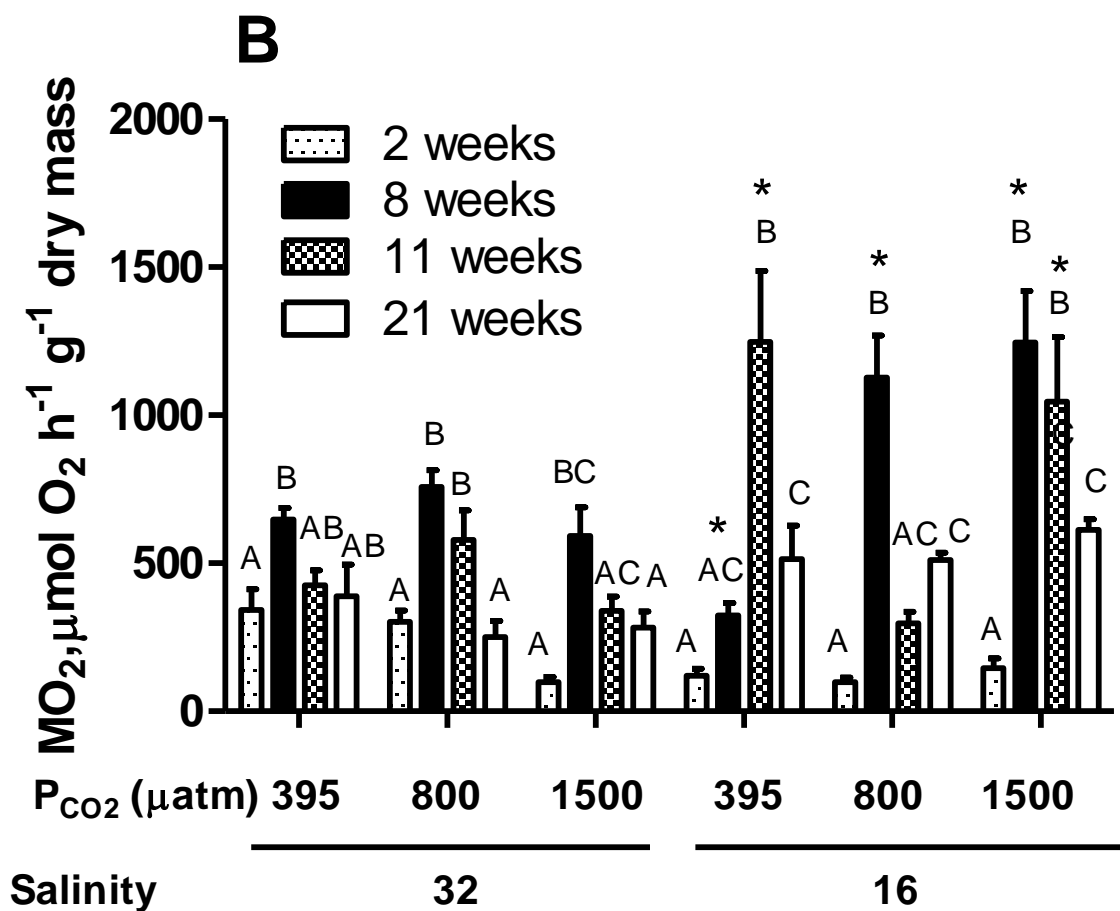 B
MO2,μmol O2 h-1 g-1 dry mass
2000
1500
1000
500
0
2 weeks
8 weeks
11 weeks
21 weeks
A B AB AB
A B B A
A BC AC A
A AC * B * C
A B * AC C
A B * B * C C
PCO2 (μatm) 395 800 1500 395 800 1500
Salinity 32 16